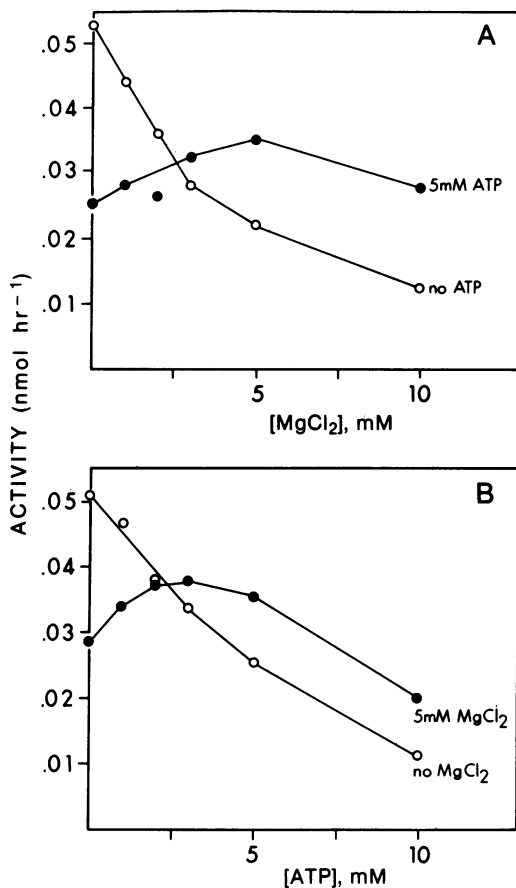 A
.05
.04
.03
.02
.01
5mM ATP
no ATP
5
10
[MgCl₂], mM
ACTIVITY (nmol hr⁻¹)
B
.05
.04
.03
.02
.01
5mM MgCl₂
no MgCl₂
5
10
[ATP], mM